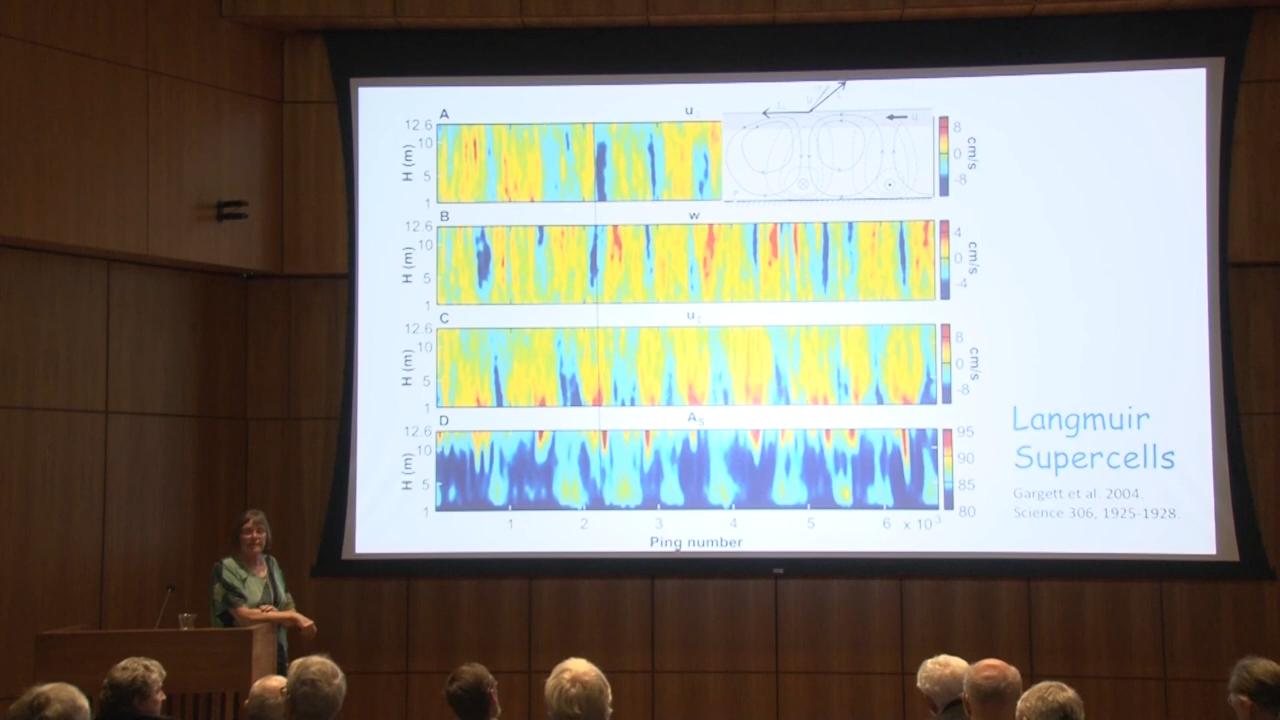 A
u
12.6
10
5
1
H (m)
8
0
-8
cm/s
B
w
12.6
10
5
1
H (m)
4
0
-4
cm/s
C
12.6
10
5
1
H (m)
8
0
-8
cm/s
D
12.6
10
5
1
H (m)
95
90
85
80
1 2 3 4 5 6 x 10³
Ping number
Langmuir
Supercells
Gargett et al. 2004.
Science 306, 1925-1928.